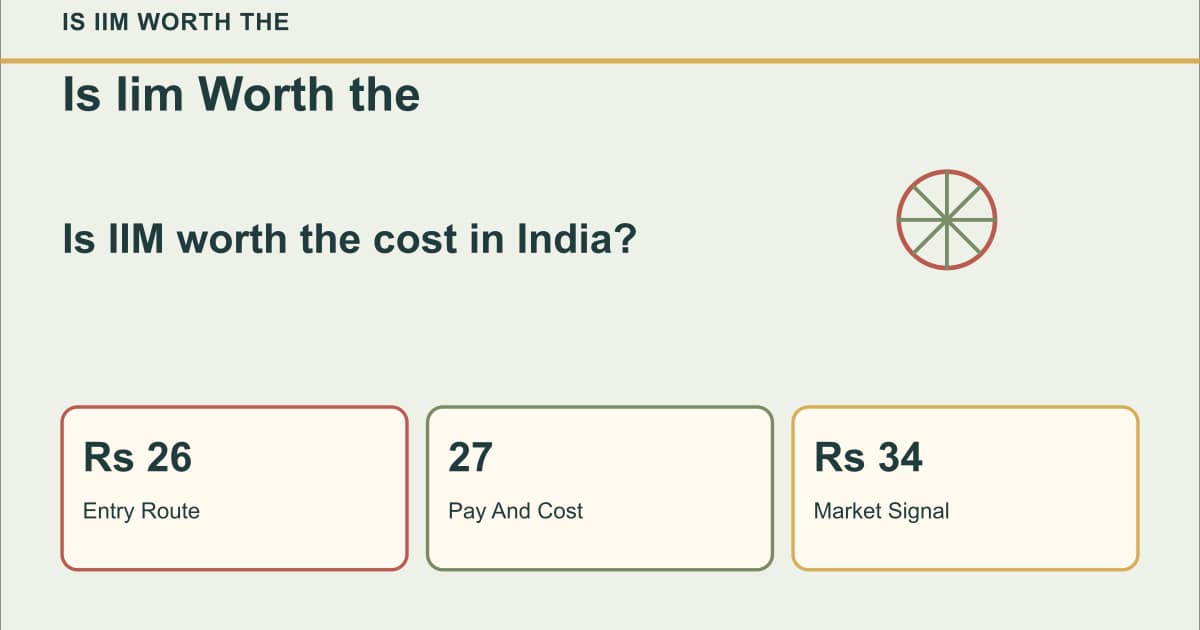 IS IIM WORTH THE
Is Iim Worth the
Is IIM worth the cost in India?
Rs 26
Entry Route
27
Pay And Cost
Rs 34
Market Signal